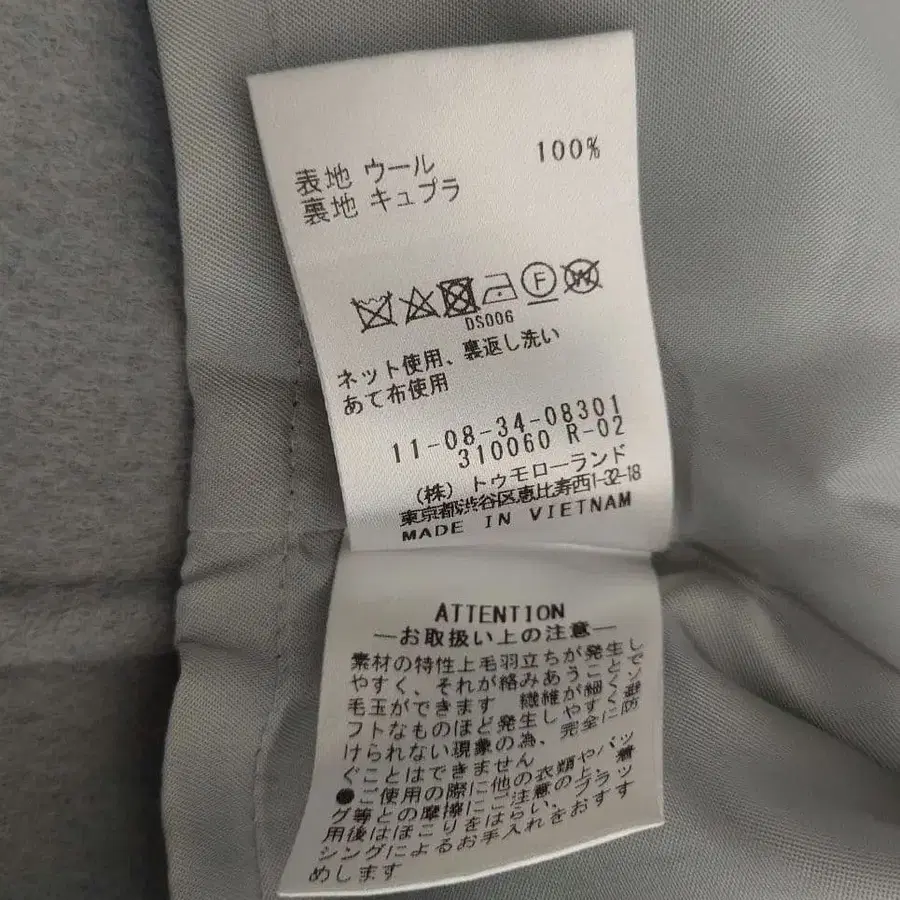 表地 ウール 100%
裏地 キュプラ
F W
DS006
ネット使用、裏返し洗い
あて布使用
11-08-34-08301
310060 R-02
(株) トゥモローランド
東京都渋谷区恵比寿西1-32-18
MADE IN VIETNAM
ATTENTION
―お取扱い上の注意―
素材の特性上毛羽立ちが発生し
やすく、それが絡みあうことで
毛玉ができます 繊維が細くソ
フトなものほど発生しやすく避
けられない現象の為、完全に防
ぐことはできません
●ご使用の際に他の衣類やバッ
グ等との摩擦にご注意の上、着
用後はほこりをはらい、ブラッ
シングによるお手入れをおすす
めします